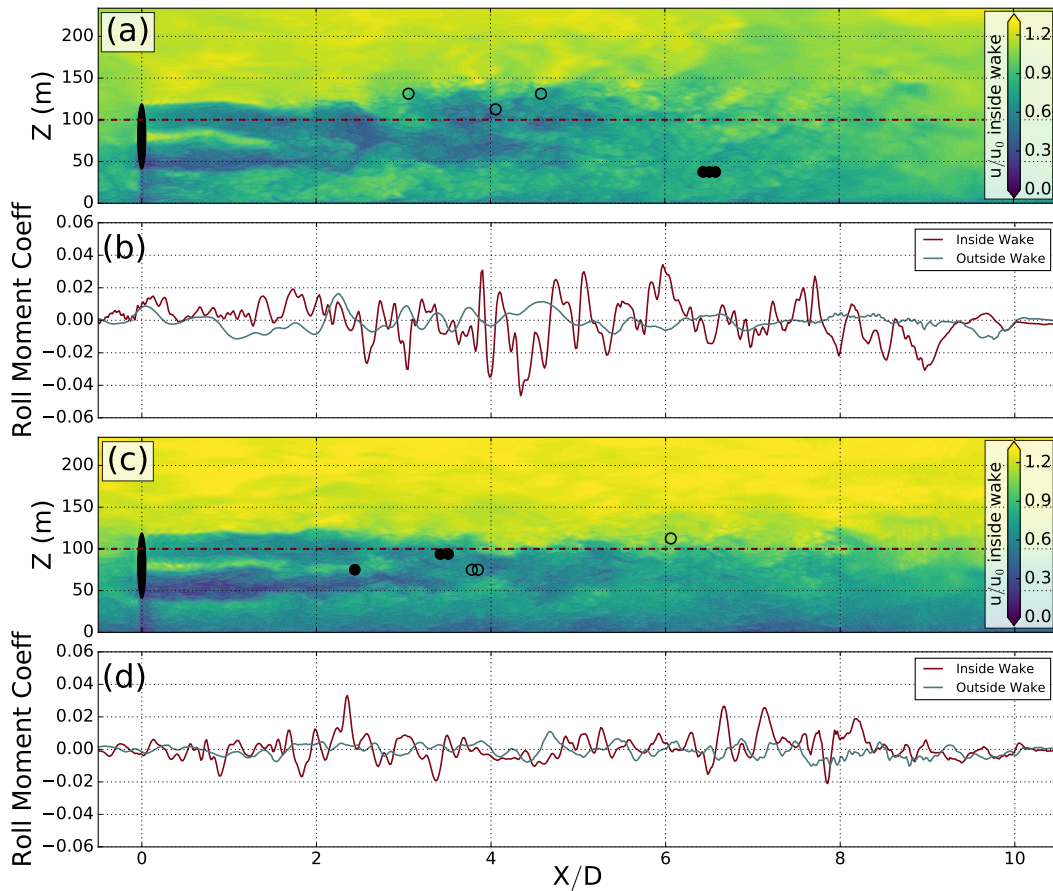 (a)
Z (m)
200
150
100
50
0
u/u₀ inside wake
1.2
0.9
0.6
0.3
0.0
(b)
Roll Moment Coeff
0.06
0.04
0.02
0.00
−0.02
−0.04
−0.06
Inside Wake
Outside Wake
(c)
Z (m)
200
150
100
50
0
u/u₀ inside wake
1.2
0.9
0.6
0.3
0.0
(d)
Roll Moment Coeff
0.06
0.04
0.02
0.00
−0.02
−0.04
−0.06
Inside Wake
Outside Wake
0 2 4 6 8 10
X/D